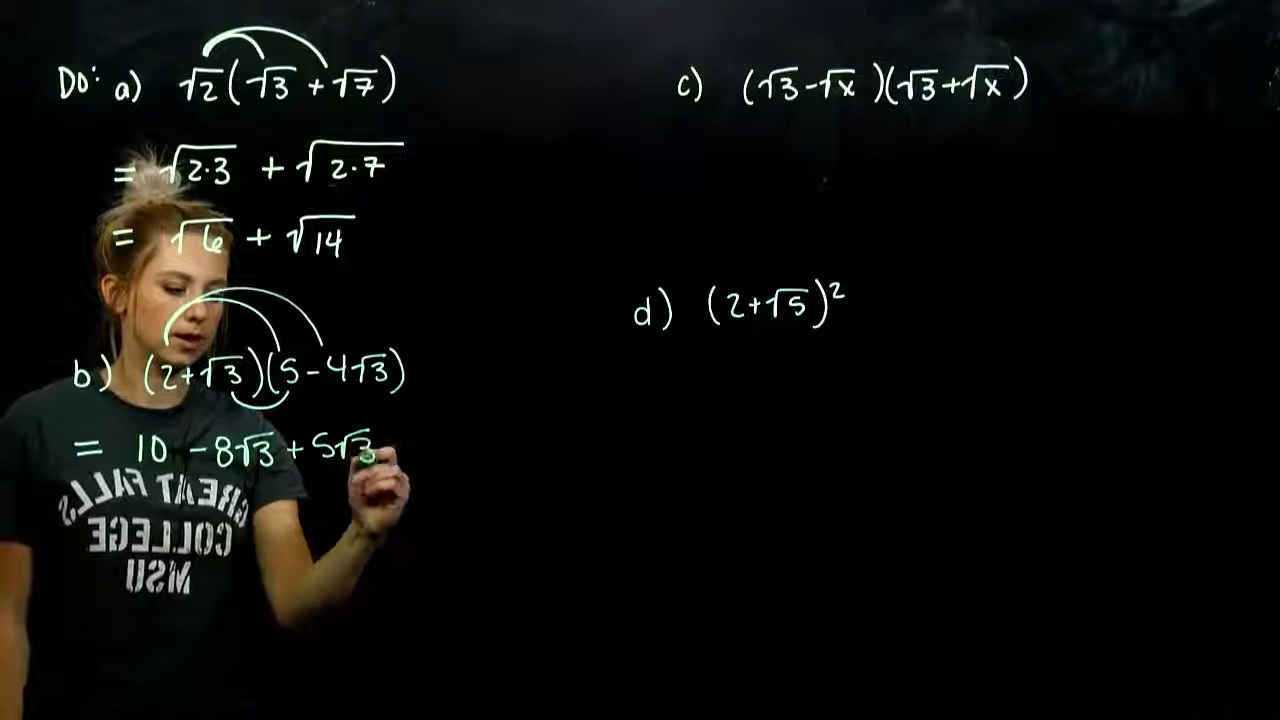 Do: a) √2(√3 + √7)
= √2·3 + √2·7
= √6 + √14
b) (2+√3)(5-4√3)
= 10 -8√3 + 5√3
GREAT FALLS
COLLEGE
MSU
c) (√3-√x)(√3+√x)
d) (2+√5)²